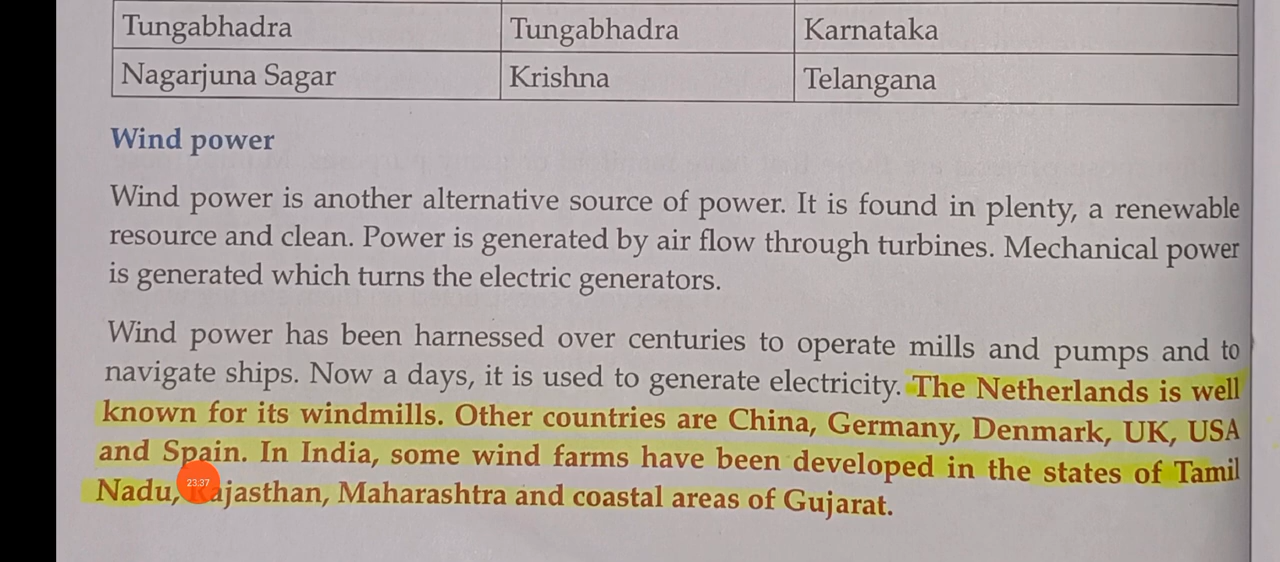 Tungabhadra Tungabhadra Karnataka
Nagarjuna Sagar Krishna Telangana
Wind power
Wind power is another alternative source of power. It is found in plenty, a renewable
resource and clean. Power is generated by air flow through turbines. Mechanical power
is generated which turns the electric generators.
Wind power has been harnessed over centuries to operate mills and pumps and to
navigate ships. Now a days, it is used to generate electricity. The Netherlands is well
known for its windmills. Other countries are China, Germany, Denmark, UK, USA
and Spain. In India, some wind farms have been developed in the states of Tamil
Nadu, Rajasthan, Maharashtra and coastal areas of Gujarat.
23:37